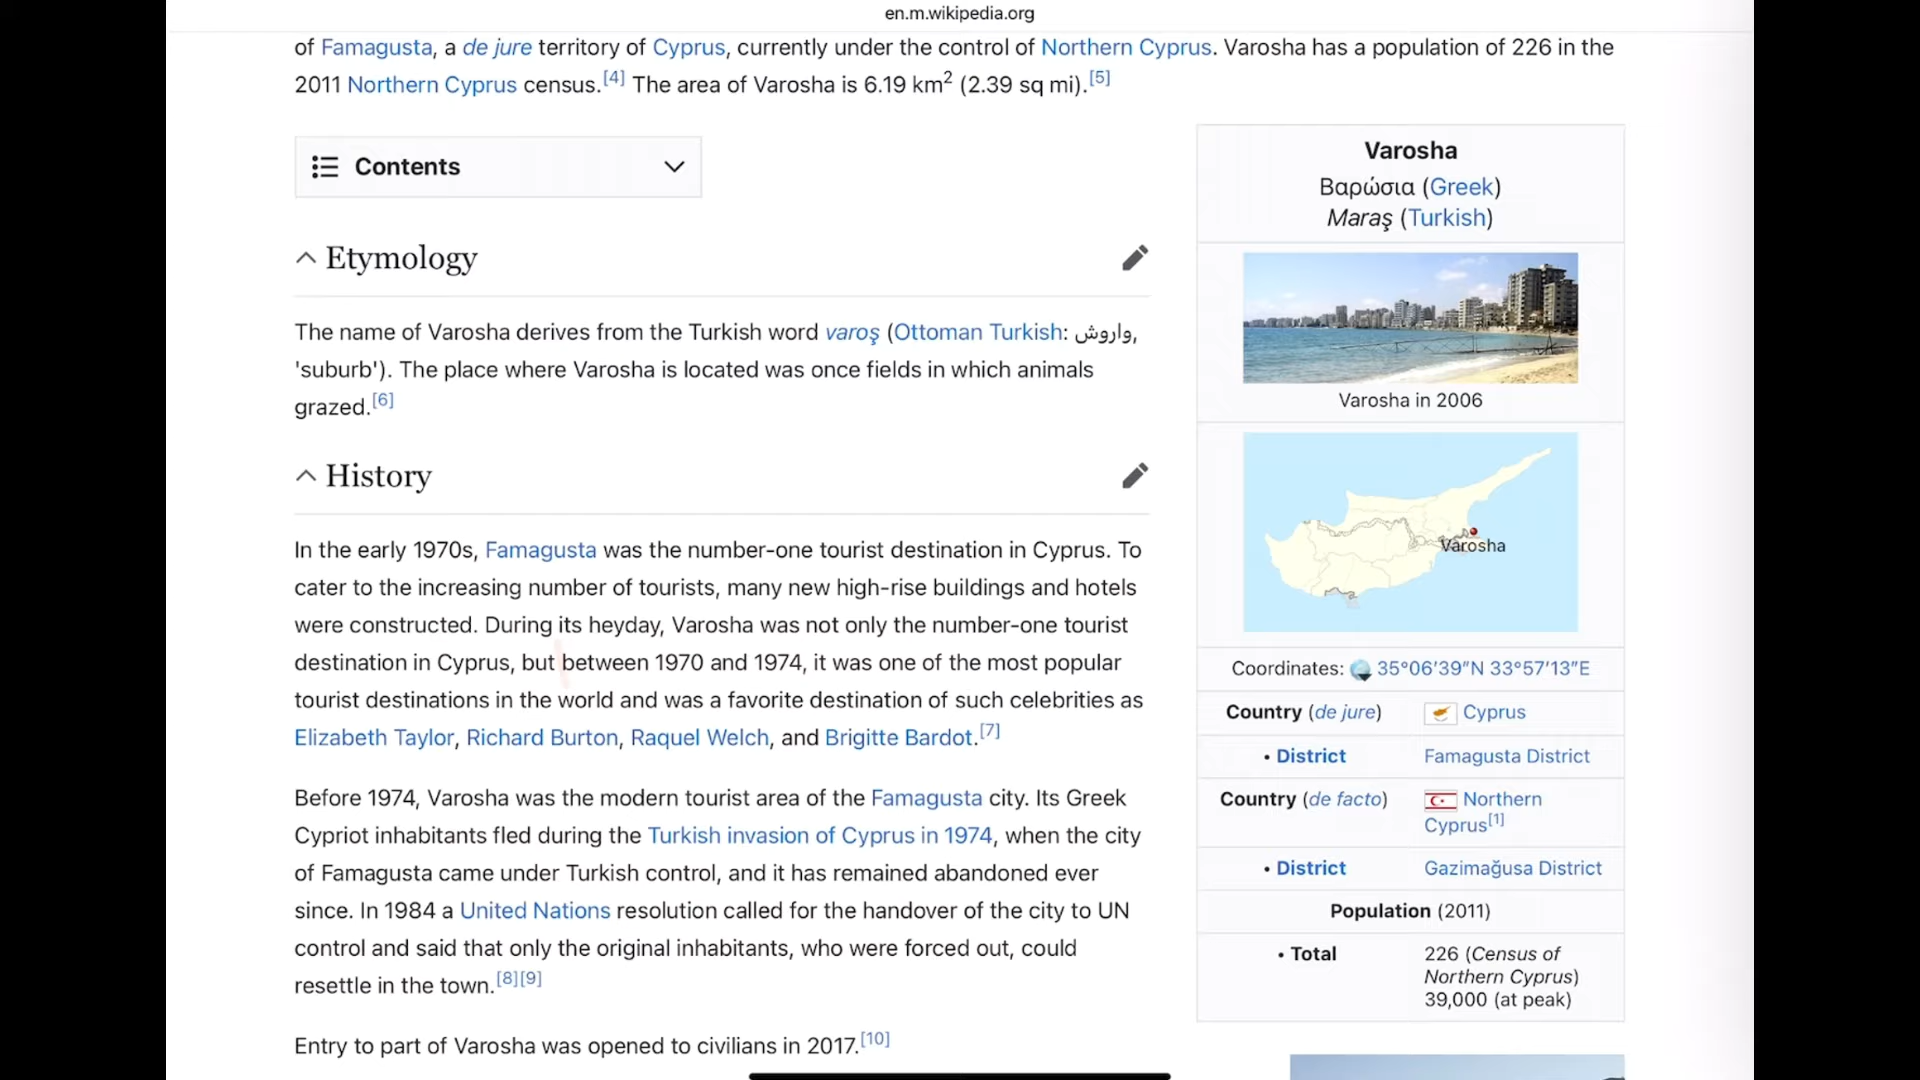 en.m.wikipedia.org
of Famagusta, a de jure territory of Cyprus, currently under the control of Northern Cyprus. Varosha has a population of 226 in the
2011 Northern Cyprus census.[4] The area of Varosha is 6.19 km² (2.39 sq mi).[5]
Contents
Etymology
The name of Varosha derives from the Turkish word varoş (Ottoman Turkish: واروش,
'suburb'). The place where Varosha is located was once fields in which animals
grazed.[6]
History
In the early 1970s, Famagusta was the number-one tourist destination in Cyprus. To
cater to the increasing number of tourists, many new high-rise buildings and hotels
were constructed. During its heyday, Varosha was not only the number-one tourist
destination in Cyprus, but between 1970 and 1974, it was one of the most popular
tourist destinations in the world and was a favorite destination of such celebrities as
Elizabeth Taylor, Richard Burton, Raquel Welch, and Brigitte Bardot.[7]
Before 1974, Varosha was the modern tourist area of the Famagusta city. Its Greek
Cypriot inhabitants fled during the Turkish invasion of Cyprus in 1974, when the city
of Famagusta came under Turkish control, and it has remained abandoned ever
since. In 1984 a United Nations resolution called for the handover of the city to UN
control and said that only the original inhabitants, who were forced out, could
resettle in the town.[8][9]
Entry to part of Varosha was opened to civilians in 2017.[10]
Varosha
Βαρώσια (Greek)
Maraş (Turkish)
Varosha in 2006
Varosha
Coordinates: 35°06′39″N 33°57′13″E
Country (de jure) Cyprus
• District Famagusta District
Country (de facto) Northern
Cyprus[1]
• District Gazimağusa District
Population (2011)
• Total 226 (Census of
Northern Cyprus)
39,000 (at peak)